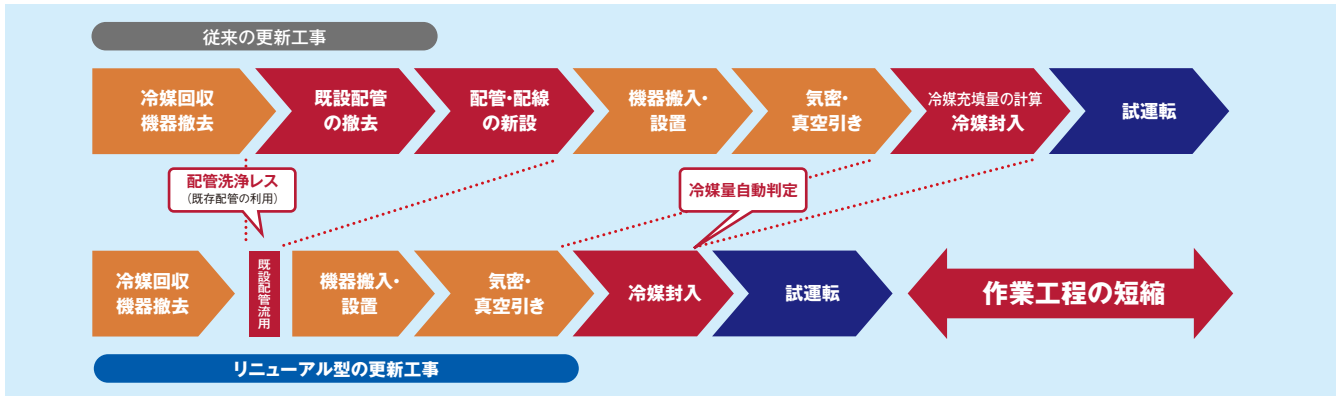 従来の更新工事
冷媒回収
機器撤去
既設配管
の撤去
配管・配線
の新設
機器搬入・
設置
気密・
真空引き
冷媒充填量の計算
冷媒封入
試運転
配管洗浄レス
(既存配管の利用)
冷媒量自動判定
冷媒回収
機器撤去
既設配管流用
機器搬入・
設置
気密・
真空引き
冷媒封入
試運転
作業工程の短縮
リニューアル型の更新工事